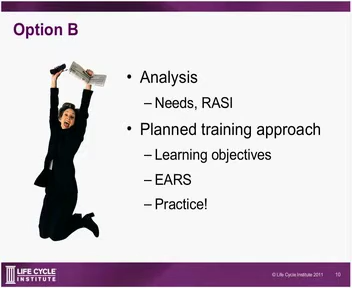 Option B
• Analysis
– Needs, RASI
• Planned training approach
– Learning objectives
– EARS
– Practice!
LIFE CYCLE
INSTITUTE
© Life Cycle Institute 2011
10